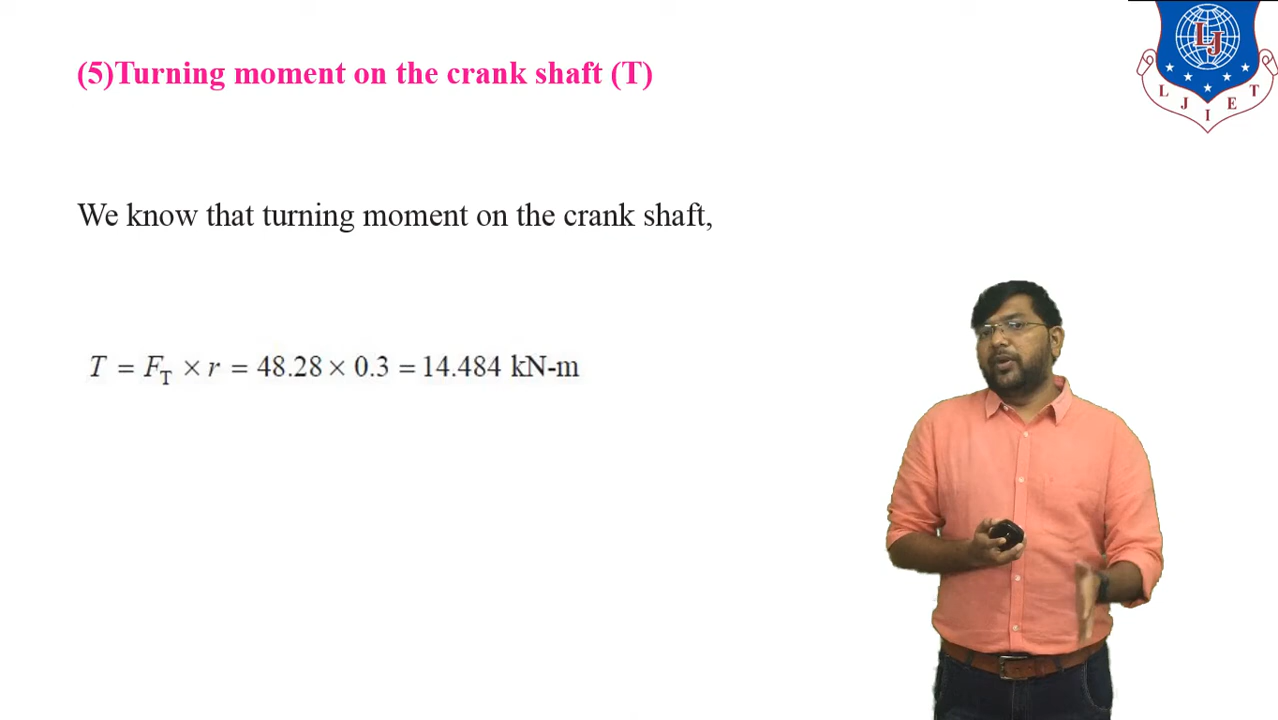 (5)Turning moment on the crank shaft (T)
LJ
L J I E T
We know that turning moment on the crank shaft,
T = F_T × r = 48.28 × 0.3 = 14.484 kN-m